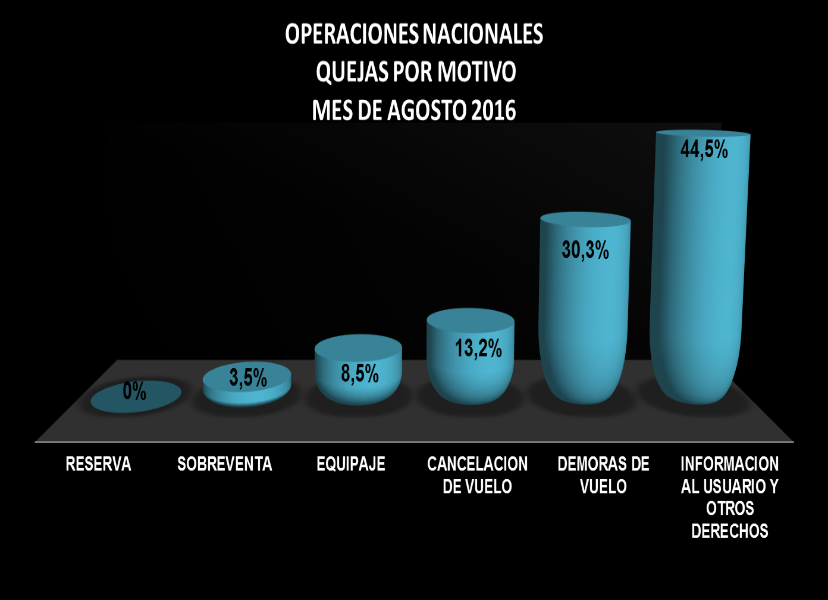 OPERACIONES NACIONALES
QUEJAS POR MOTIVO
MES DE AGOSTO 2016
44,5%
30,3%
13,2%
8,5%
3,5%
0%
RESERVA
SOBREVENTA
EQUIPAJE
CANCELACION
DE VUELO
DEMORAS DE
VUELO
INFORMACION
AL USUARIO Y
OTROS
DERECHOS